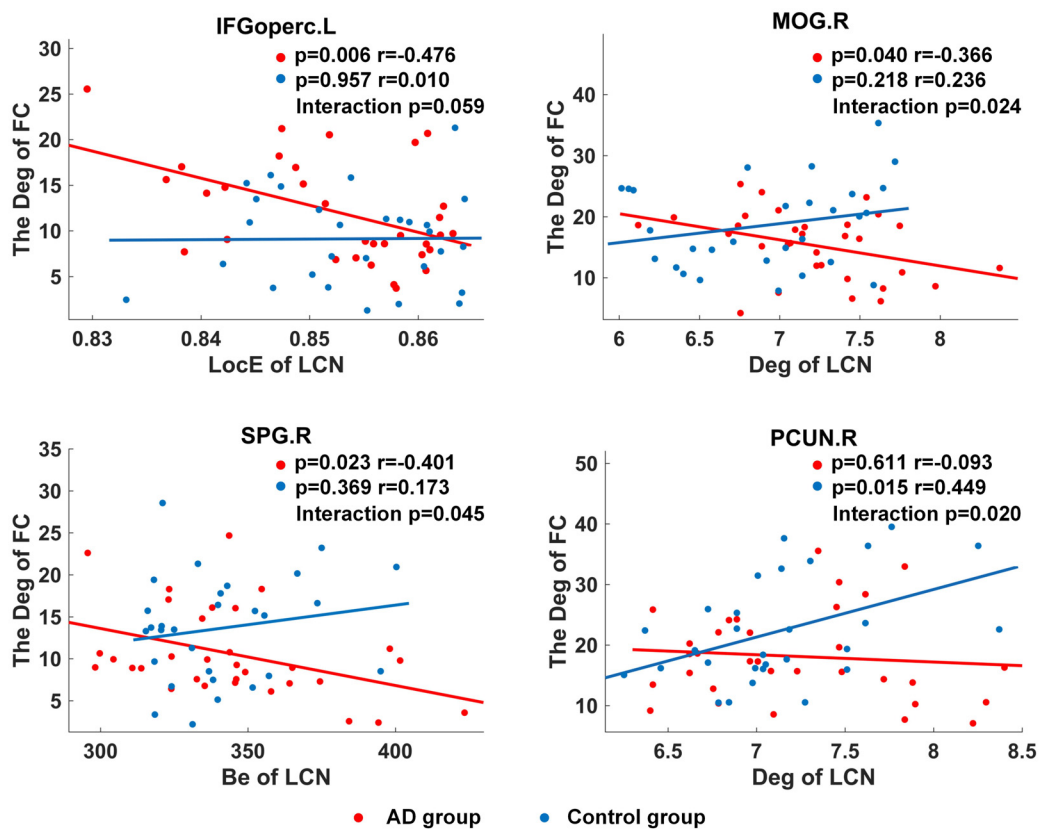 IFGoperc.L
p=0.006 r=-0.476
p=0.957 r=0.010
Interaction p=0.059
The Deg of FC
30
25
20
15
10
5
0.83 0.84 0.85 0.86
LocE of LCN
MOG.R
p=0.040 r=-0.366
p=0.218 r=0.236
Interaction p=0.024
The Deg of FC
40
30
20
10
6 6.5 7 7.5 8
Deg of LCN
SPG.R
p=0.023 r=-0.401
p=0.369 r=0.173
Interaction p=0.045
The Deg of FC
35
30
25
20
15
10
5
300 350 400
Be of LCN
PCUN.R
p=0.611 r=-0.093
p=0.015 r=0.449
Interaction p=0.020
The Deg of FC
50
40
30
20
10
6.5 7 7.5 8 8.5
Deg of LCN
AD group Control group